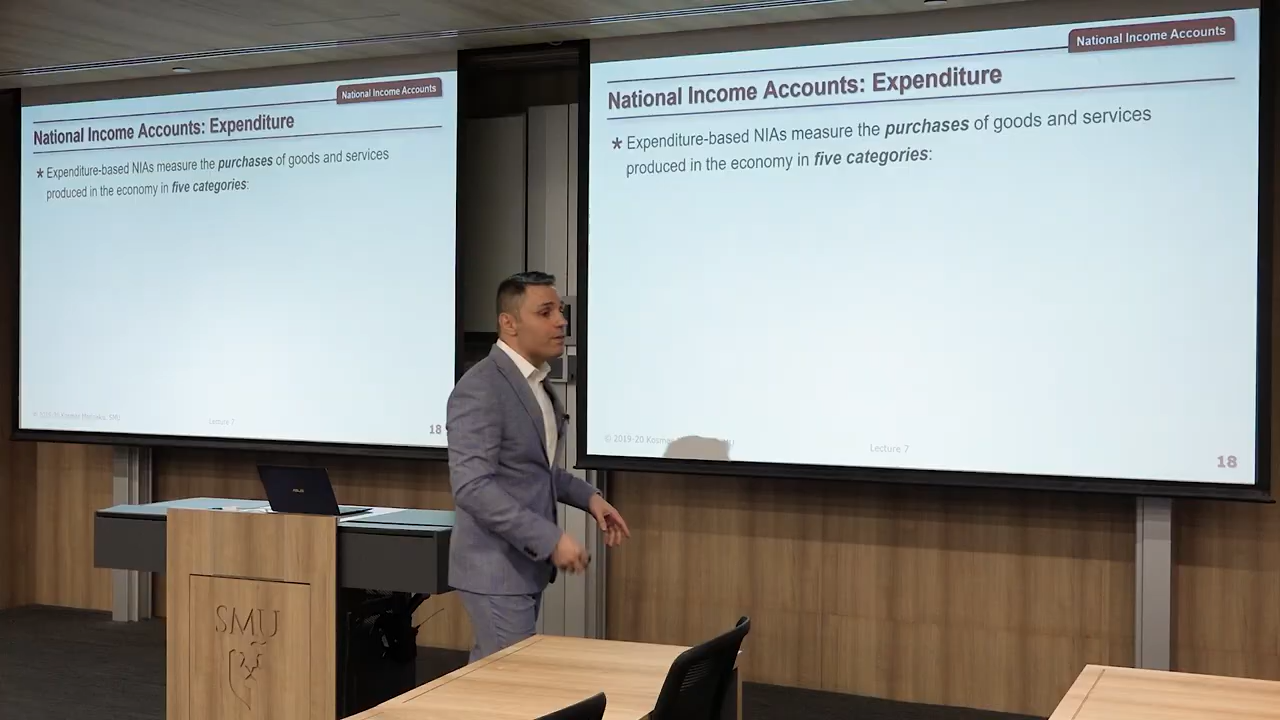 National Income Accounts
National Income Accounts: Expenditure
* Expenditure-based NIAs measure the purchases of goods and services
produced in the economy in five categories:
Lecture 7
18
National Income Accounts
National Income Accounts: Expenditure
* Expenditure-based NIAs measure the purchases of goods and services
produced in the economy in five categories:
© 2019-20
Lecture 7
18
SMU